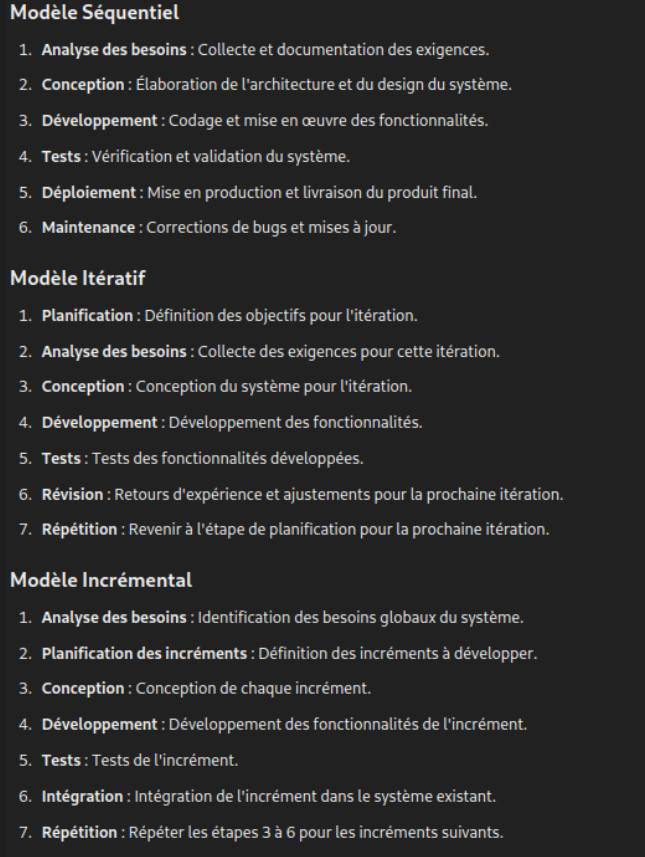 Modèle Séquentiel
1. Analyse des besoins : Collecte et documentation des exigences.
2. Conception : Élaboration de l'architecture et du design du système.
3. Développement : Codage et mise en œuvre des fonctionnalités.
4. Tests : Vérification et validation du système.
5. Déploiement : Mise en production et livraison du produit final.
6. Maintenance : Corrections de bugs et mises à jour.
Modèle Itératif
1. Planification : Définition des objectifs pour l'itération.
2. Analyse des besoins : Collecte des exigences pour cette itération.
3. Conception : Conception du système pour l'itération.
4. Développement : Développement des fonctionnalités.
5. Tests : Tests des fonctionnalités développées.
6. Révision : Retours d'expérience et ajustements pour la prochaine itération.
7. Répétition : Revenir à l'étape de planification pour la prochaine itération.
Modèle Incrémental
1. Analyse des besoins : Identification des besoins globaux du système.
2. Planification des incréments : Définition des incréments à développer.
3. Conception : Conception de chaque incrément.
4. Développement : Développement des fonctionnalités de l'incrément.
5. Tests : Tests de l'incrément.
6. Intégration : Intégration de l'incrément dans le système existant.
7. Répétition : Répéter les étapes 3 à 6 pour les incréments suivants.